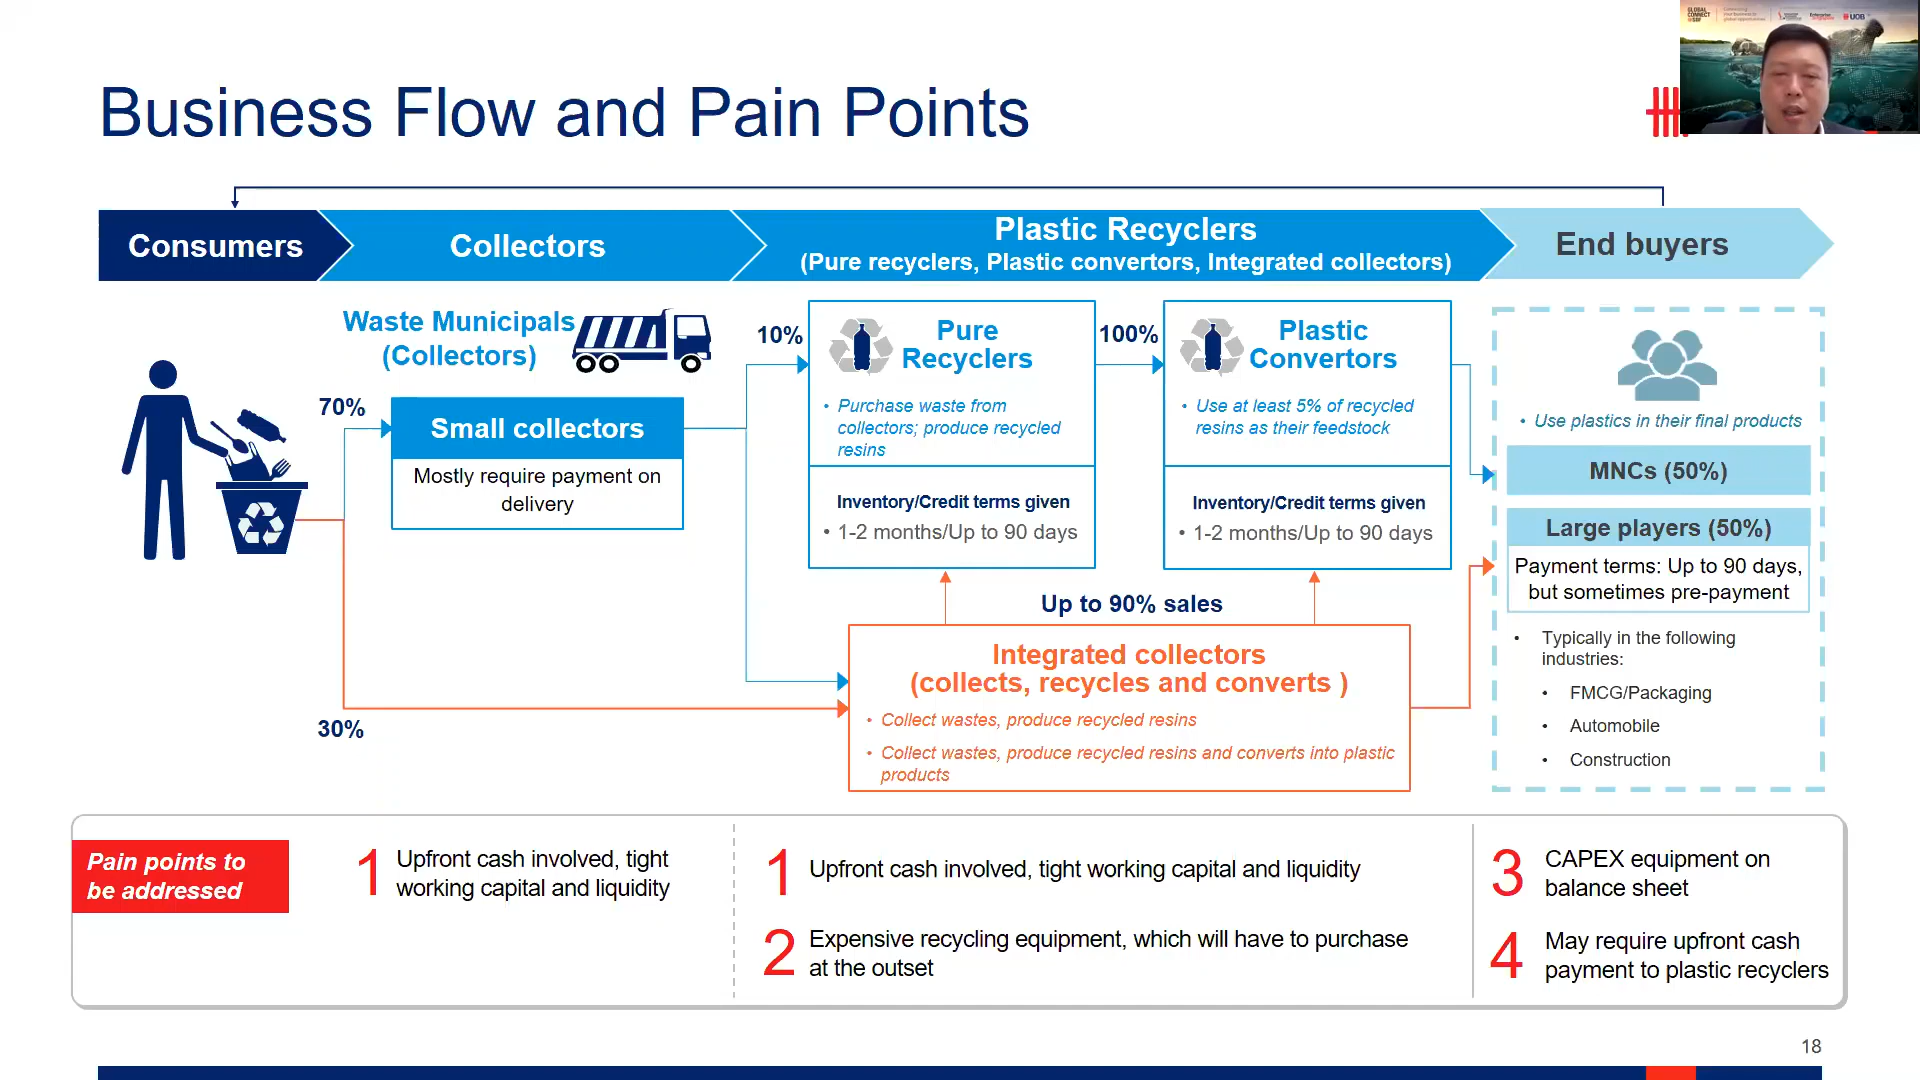 Business Flow and Pain Points
UOB
Consumers
Collectors
Plastic Recyclers
(Pure recyclers, Plastic convertors, Integrated collectors)
End buyers
Waste Municipals
(Collectors)
70%
Small collectors
Mostly require payment on
delivery
30%
10%
Pure
Recyclers
• Purchase waste from
collectors; produce recycled
resins
Inventory/Credit terms given
• 1-2 months/Up to 90 days
100%
Plastic
Convertors
• Use at least 5% of recycled
resins as their feedstock
Inventory/Credit terms given
• 1-2 months/Up to 90 days
Up to 90% sales
Integrated collectors
(collects, recycles and converts )
• Collect wastes, produce recycled resins
• Collect wastes, produce recycled resins and converts into plastic
products
• Use plastics in their final products
MNCs (50%)
Large players (50%)
Payment terms: Up to 90 days,
but sometimes pre-payment
• Typically in the following
industries:
• FMCG/Packaging
• Automobile
• Construction
Pain points to
be addressed
1 Upfront cash involved, tight
working capital and liquidity
1 Upfront cash involved, tight working capital and liquidity
2 Expensive recycling equipment, which will have to purchase
at the outset
3 CAPEX equipment on
balance sheet
4 May require upfront cash
payment to plastic recyclers
18